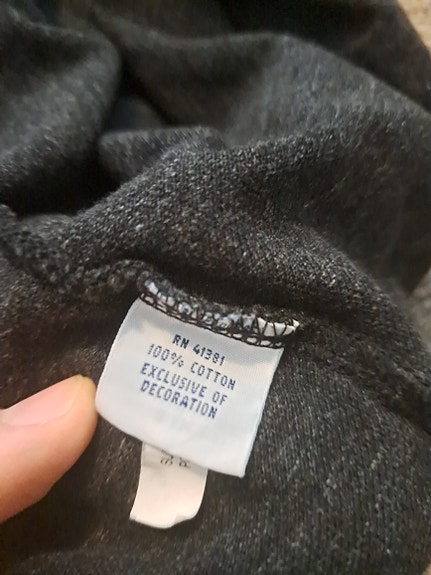 RN 41381
100% COTTON
EXCLUSIVE OF
DECORATION